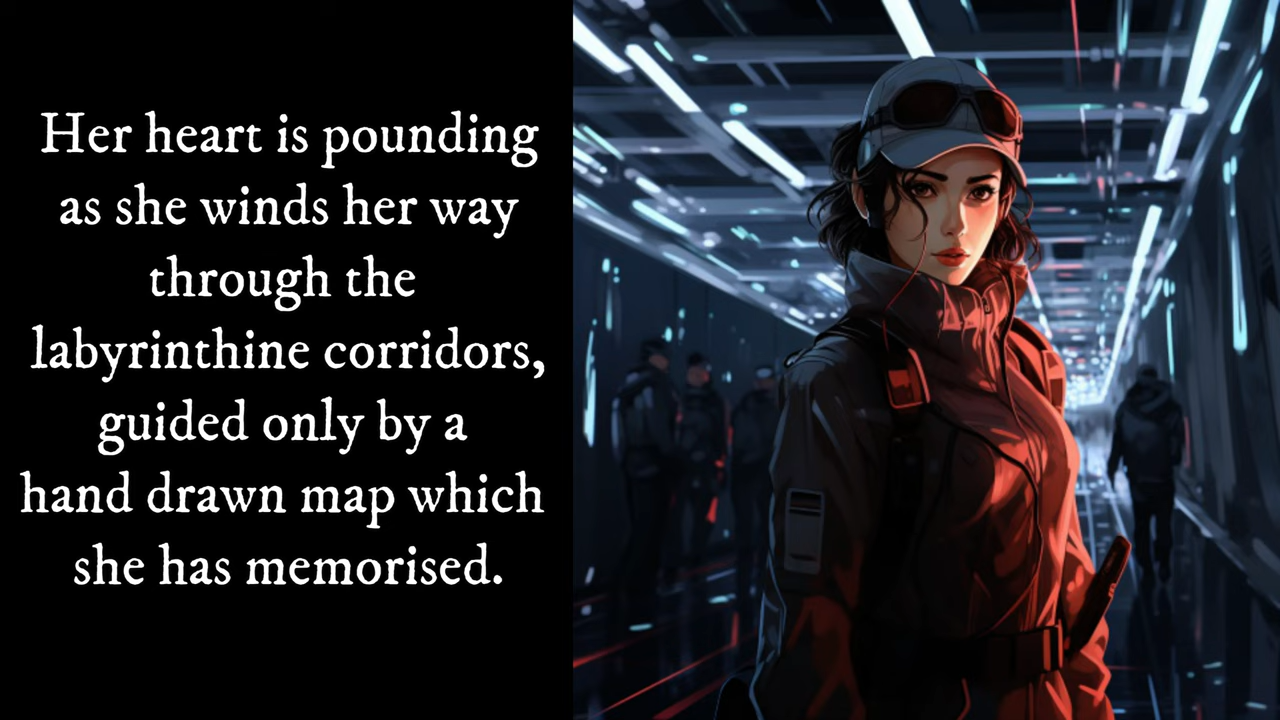 Her heart is pounding
as she winds her way
through the
labyrinthine corridors,
guided only by a
hand drawn map which
she has memorised.